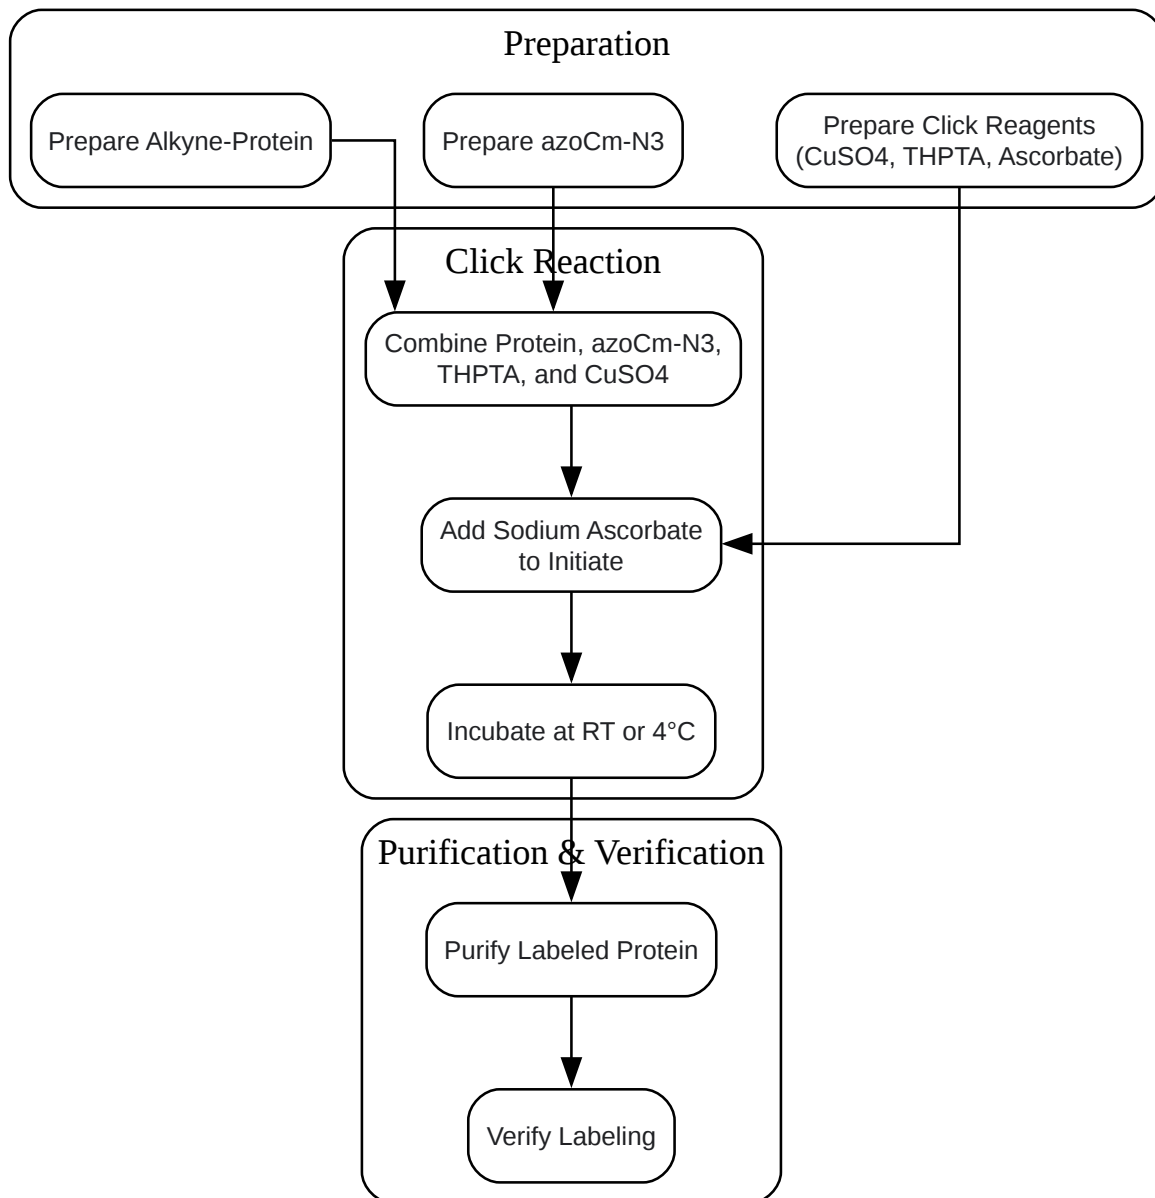 Preparation
Prepare Alkyne-Protein
Prepare azoCm-N3
Prepare Click Reagents
(CuSO4, THPTA, Ascorbate)
Click Reaction
Combine Protein, azoCm-N3,
THPTA, and CuSO4
Add Sodium Ascorbate
to Initiate
Incubate at RT or 4°C
Purification & Verification
Purify Labeled Protein
Verify Labeling